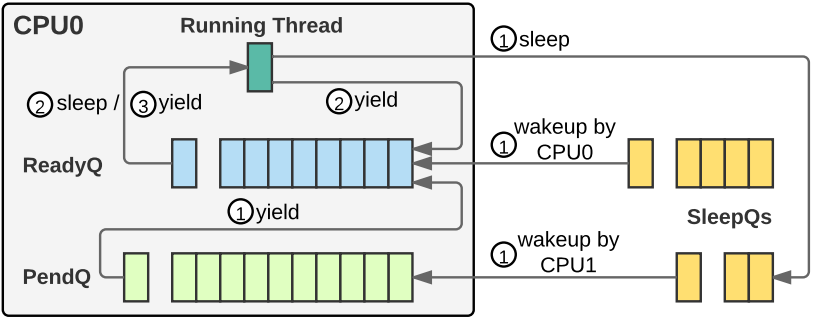 CPU0
Running Thread
① sleep
② sleep / ③ yield
② yield
① wakeup by
CPU0
ReadyQ
① yield
SleepQs
① wakeup by
CPU1
PendQ